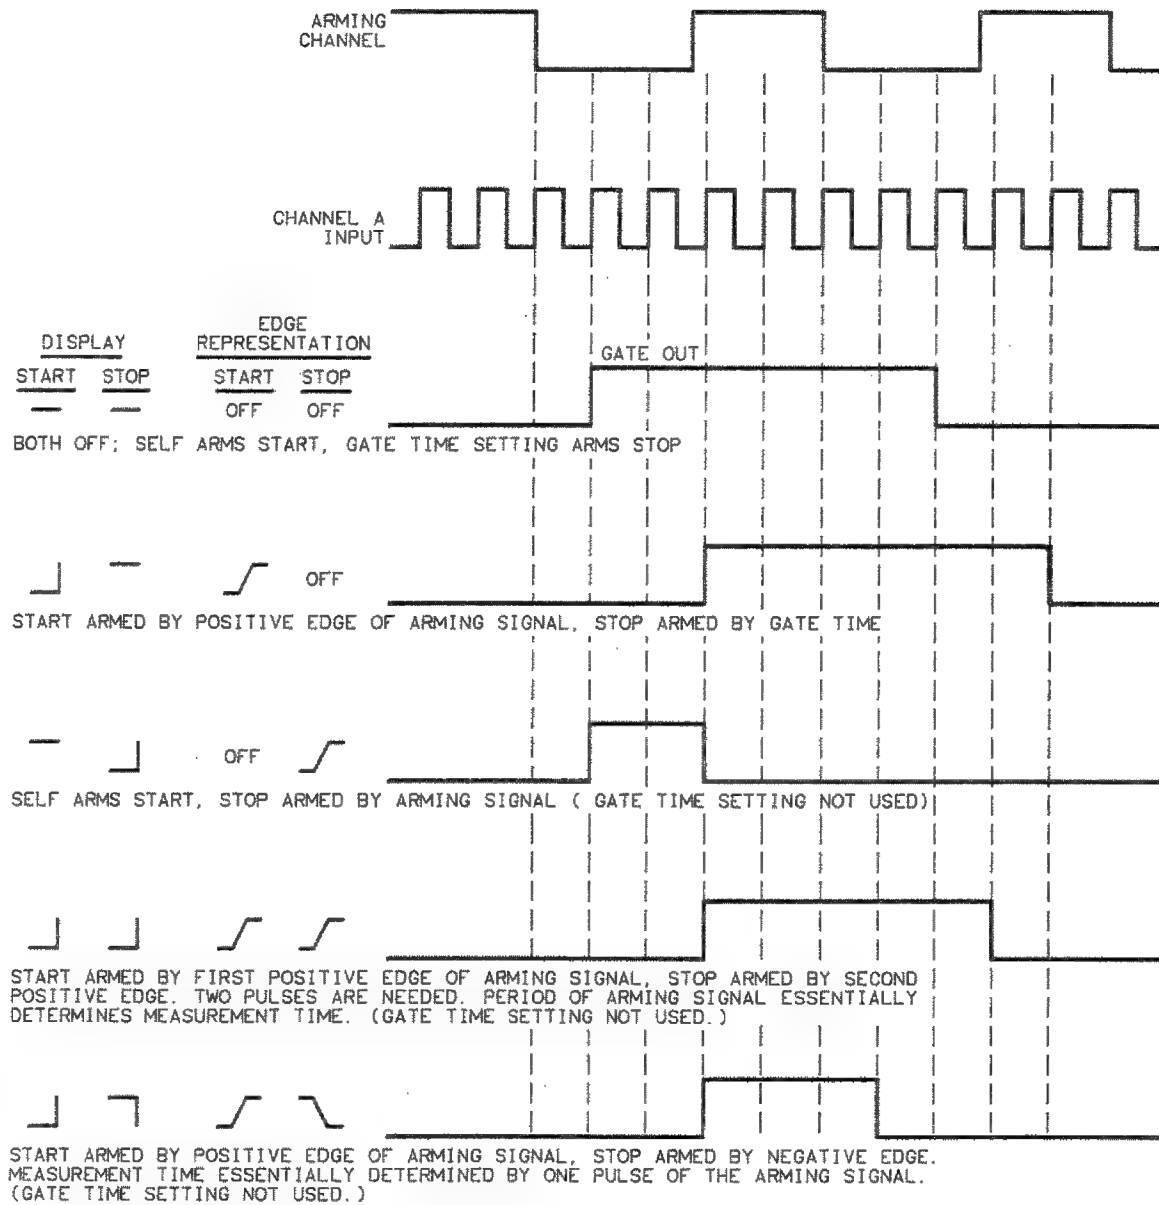 ARMING
CHANNEL
CHANNEL A
INPUT
DISPLAY
EDGE
REPRESENTATION
START STOP START STOP
OFF OFF
GATE OUT
BOTH OFF; SELF ARMS START, GATE TIME SETTING ARMS STOP
OFF
START ARMED BY POSITIVE EDGE OF ARMING SIGNAL, STOP ARMED BY GATE TIME
OFF
SELF ARMS START, STOP ARMED BY ARMING SIGNAL ( GATE TIME SETTING NOT USED)
START ARMED BY FIRST POSITIVE EDGE OF ARMING SIGNAL, STOP ARMED BY SECOND
POSITIVE EDGE. TWO PULSES ARE NEEDED. PERIOD OF ARMING SIGNAL ESSENTIALLY
DETERMINES MEASUREMENT TIME. (GATE TIME SETTING NOT USED.)
START ARMED BY POSITIVE EDGE OF ARMING SIGNAL, STOP ARMED BY NEGATIVE EDGE.
MEASUREMENT TIME ESSENTIALLY DETERMINED BY ONE PULSE OF THE ARMING SIGNAL.
(GATE TIME SETTING NOT USED.)